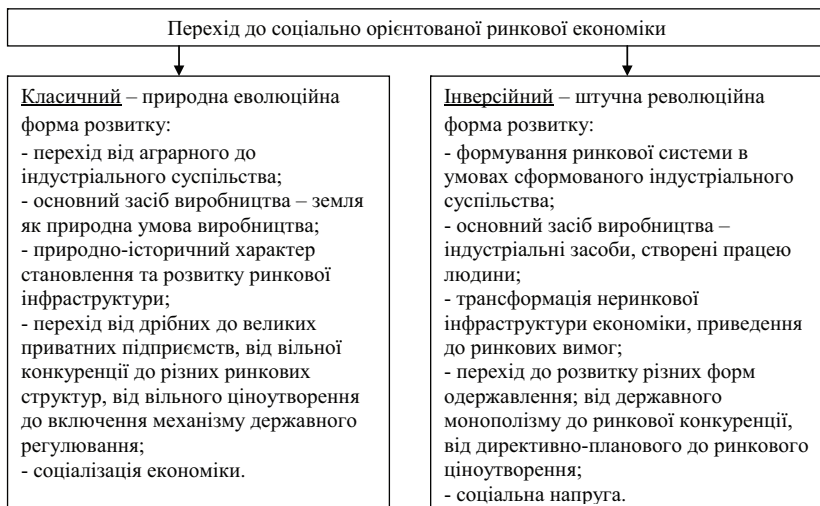 Перехід до соціально орієнтованої ринкової економіки
Класичний – природна еволюційна
форма розвитку:
- перехід від аграрного до
індустріального суспільства;
- основний засіб виробництва – земля
як природна умова виробництва;
- природно-історичний характер
становлення та розвитку ринкової
інфраструктури;
- перехід від дрібних до великих
приватних підприємств, від вільної
конкуренції до різних ринкових
структур, від вільного ціноутворення
до включення механізму державного
регулювання;
- соціалізація економіки.
Інверсійний – штучна революційна
форма розвитку:
- формування ринкової системи в
умовах сформованого індустріального
суспільства;
- основний засіб виробництва –
індустріальні засоби, створені працею
людини;
- трансформація неринкової
інфраструктури економіки, приведення
до ринкових вимог;
- перехід до розвитку різних форм
одержавлення; від державного
монополізму до ринкової конкуренції,
від директивно-планового до ринкового
ціноутворення;
- соціальна напруга.